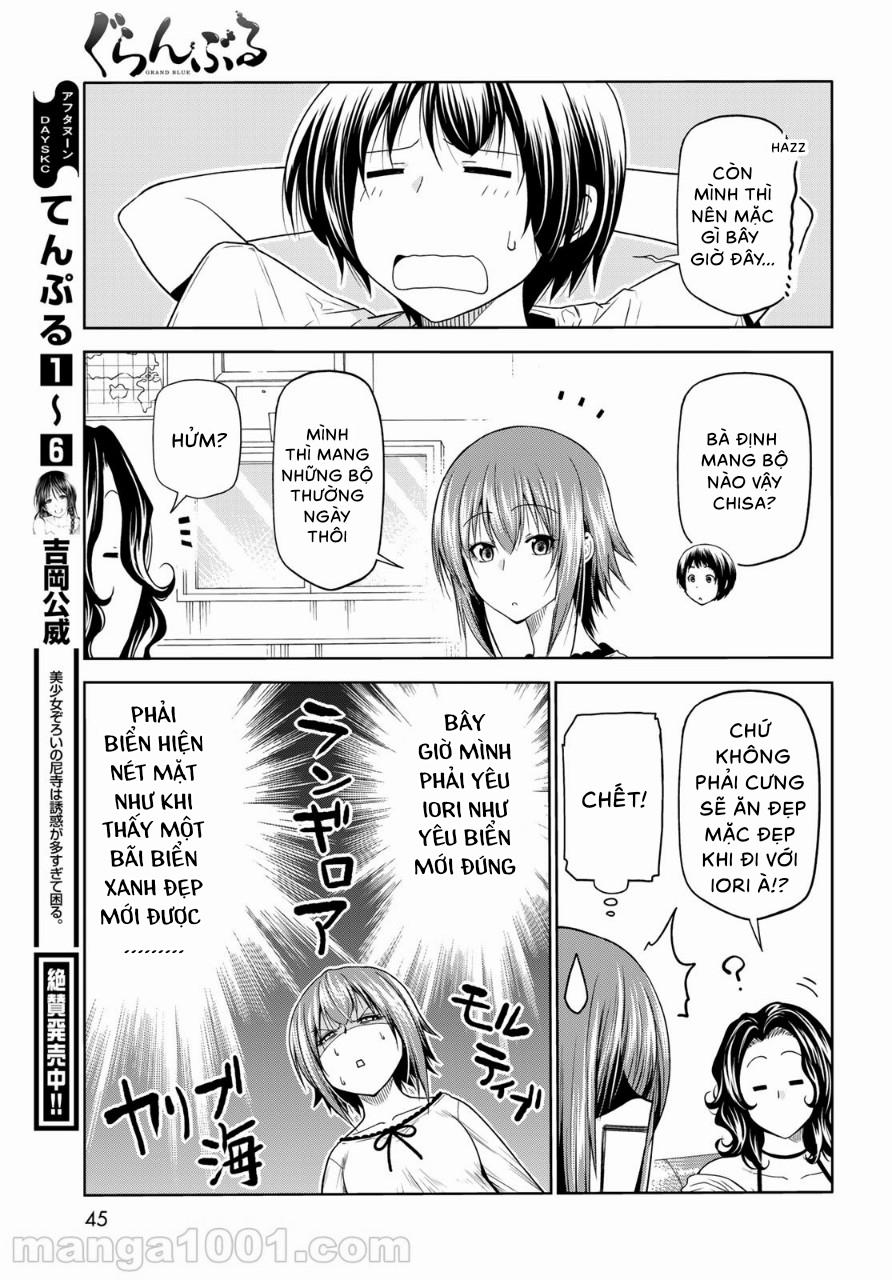 ぐらんぶる
GRAND BLUE
アフタヌーン
DAYSKC
てんぷる 1～6
吉岡公威
美少女ぞろいの尼寺は誘惑が多すぎて困る。
絶賛発売中!!
HAZZ
CÒN
MÌNH THÌ
NÊN MẶC
GÌ BÂY
GIỜ ĐÂY...
BÀ ĐỊNH
MANG BỘ
NÀO VẬY
CHISA?
MÌNH
THÌ MANG
NHỮNG BỘ
THƯỜNG
NGÀY
THÔI
HỬM?
CHỨ
KHÔNG
PHẢI CƯNG
SẼ ĂN ĐẸP
MẶC ĐẸP
KHI ĐI VỚI
IORI À!?
CHẾT!
BÂY
GIỜ MÌNH
PHẢI YÊU
IORI NHƯ
YÊU BIỂN
MỚI ĐÚNG
ランギロア
PHẢI
BIỂN HIỆN
NÉT MẶT
NHƯ KHI
THẤY MỘT
BÃI BIỂN
XANH ĐẸP
MỚI ĐƯỢC
..........
モルディブ
カリブ海
45
manga1001.com